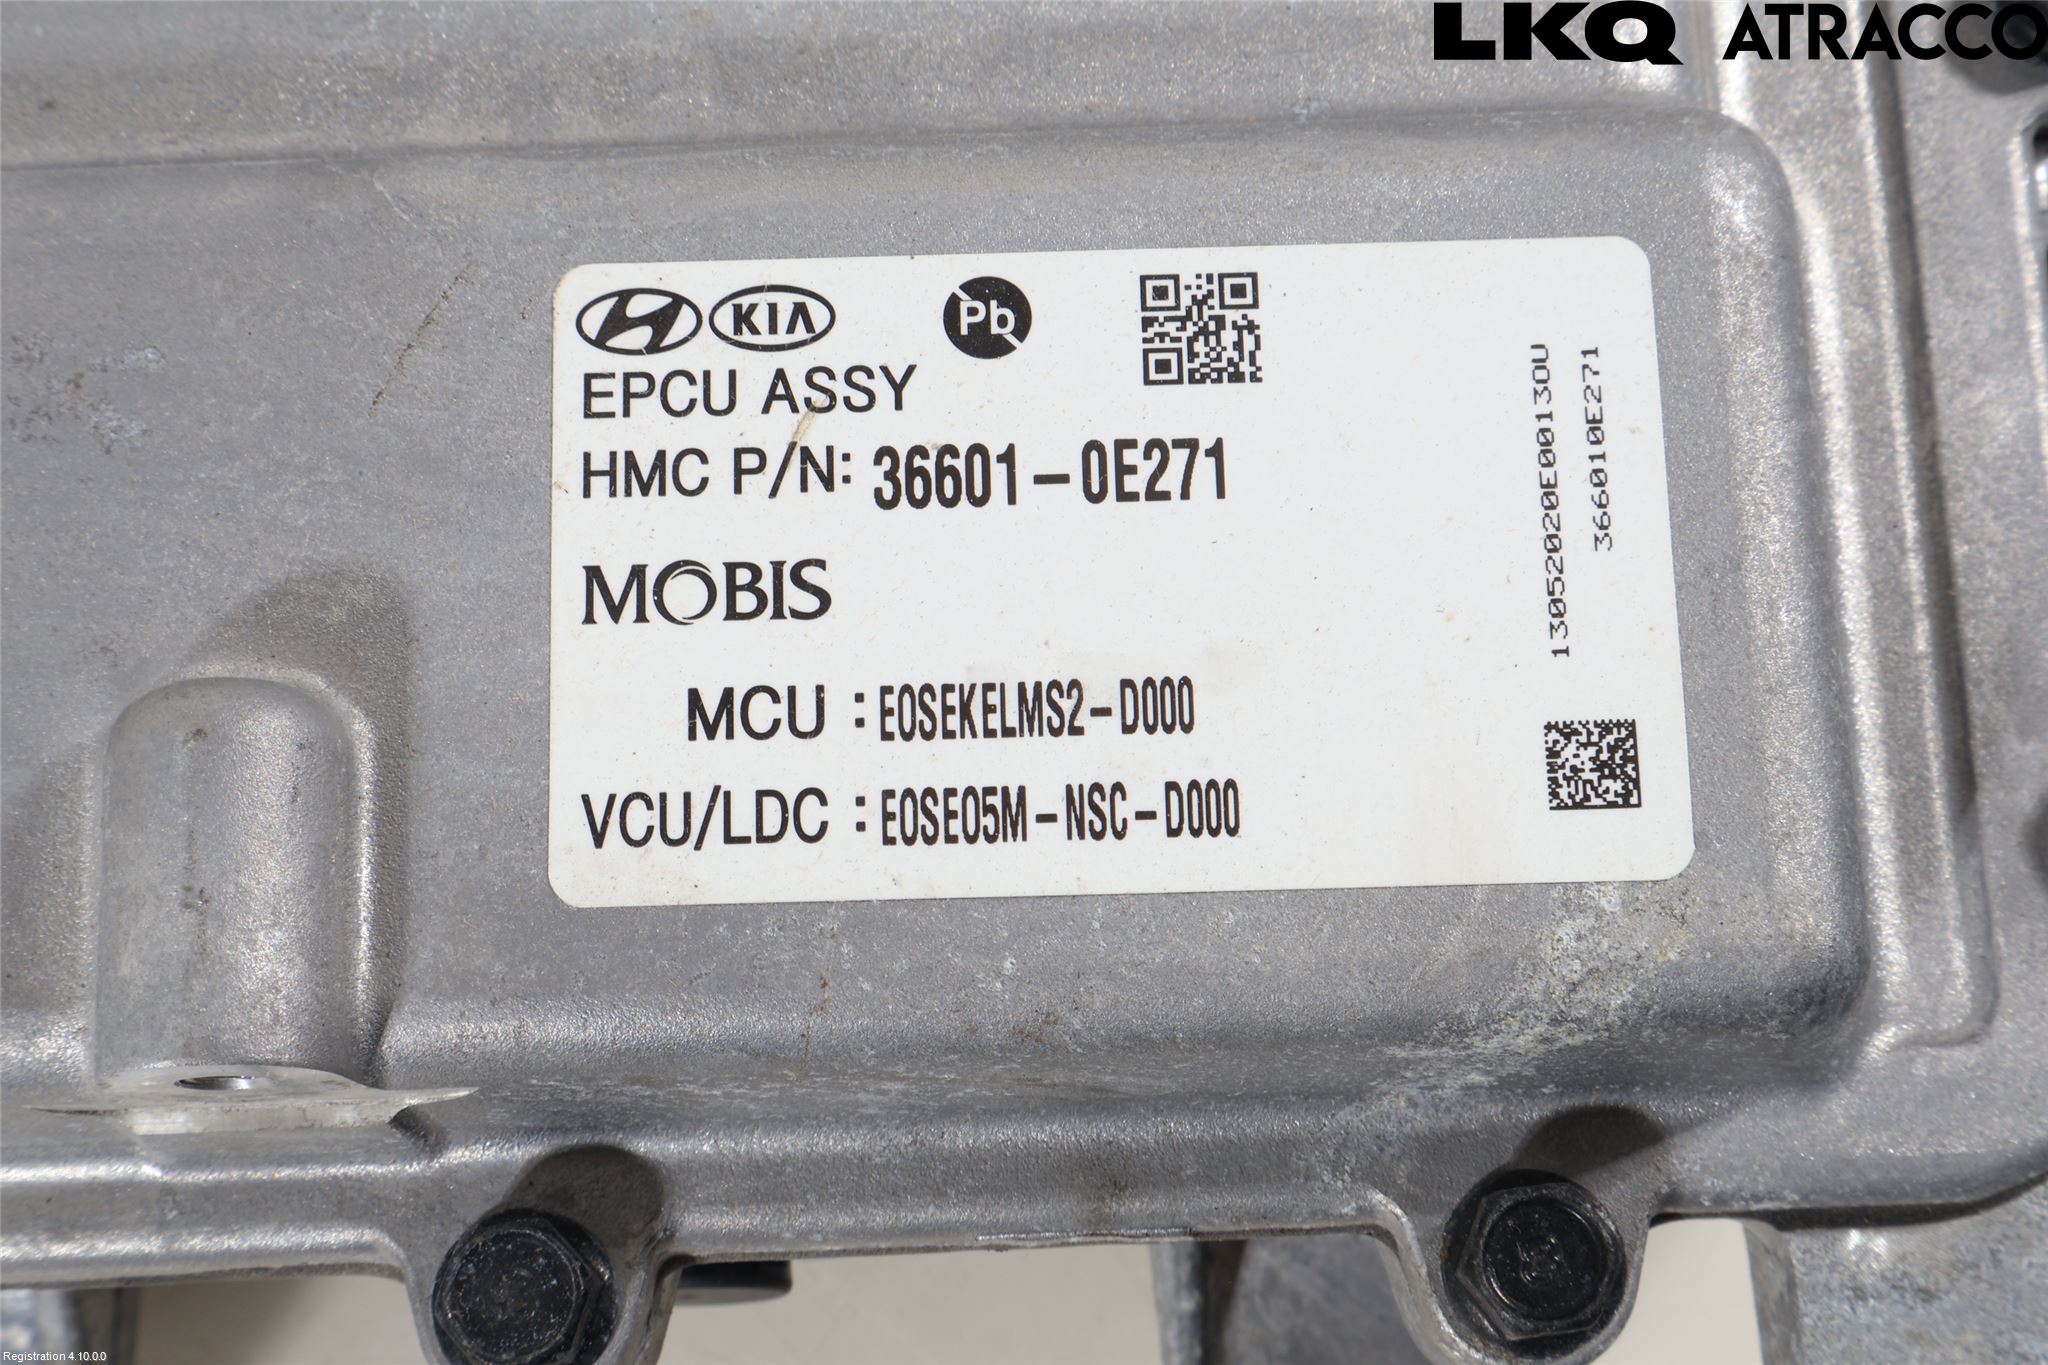 LKQ ATRACCO
KIA
Pb
EPCU ASSY
HMC P/N: 36601-0E271
MOBIS
MCU : E0SEKELMS2-D000
VCU/LDC : E0SE05M-NSC-D000
13052020E00130U
366010E271
Registration 4.10.0.0